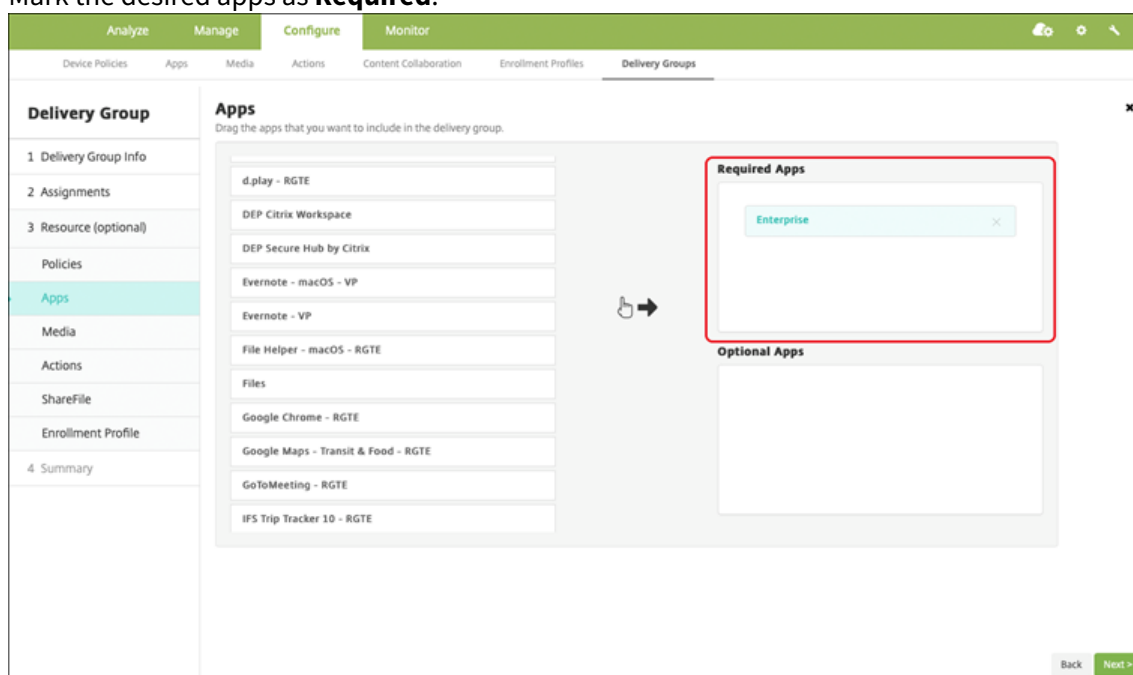 Mark the desired apps as Required.
Analyze Manage Configure Monitor
Device Policies Apps Media Actions Content Collaboration Enrollment Profiles Delivery Groups
Delivery Group
1 Delivery Group Info
2 Assignments
3 Resource (optional)
Policies
Apps
Media
Actions
ShareFile
Enrollment Profile
4 Summary
Apps
Drag the apps that you want to include in the delivery group.
d.play - RGTE
DEP Citrix Workspace
DEP Secure Hub by Citrix
Evernote - macOS - VP
Evernote - VP
File Helper - macOS - RGTE
Files
Google Chrome - RGTE
Google Maps - Transit & Food - RGTE
GoToMeeting - RGTE
IFS Trip Tracker 10 - RGTE
Required Apps
Enterprise
Optional Apps
Back Next >